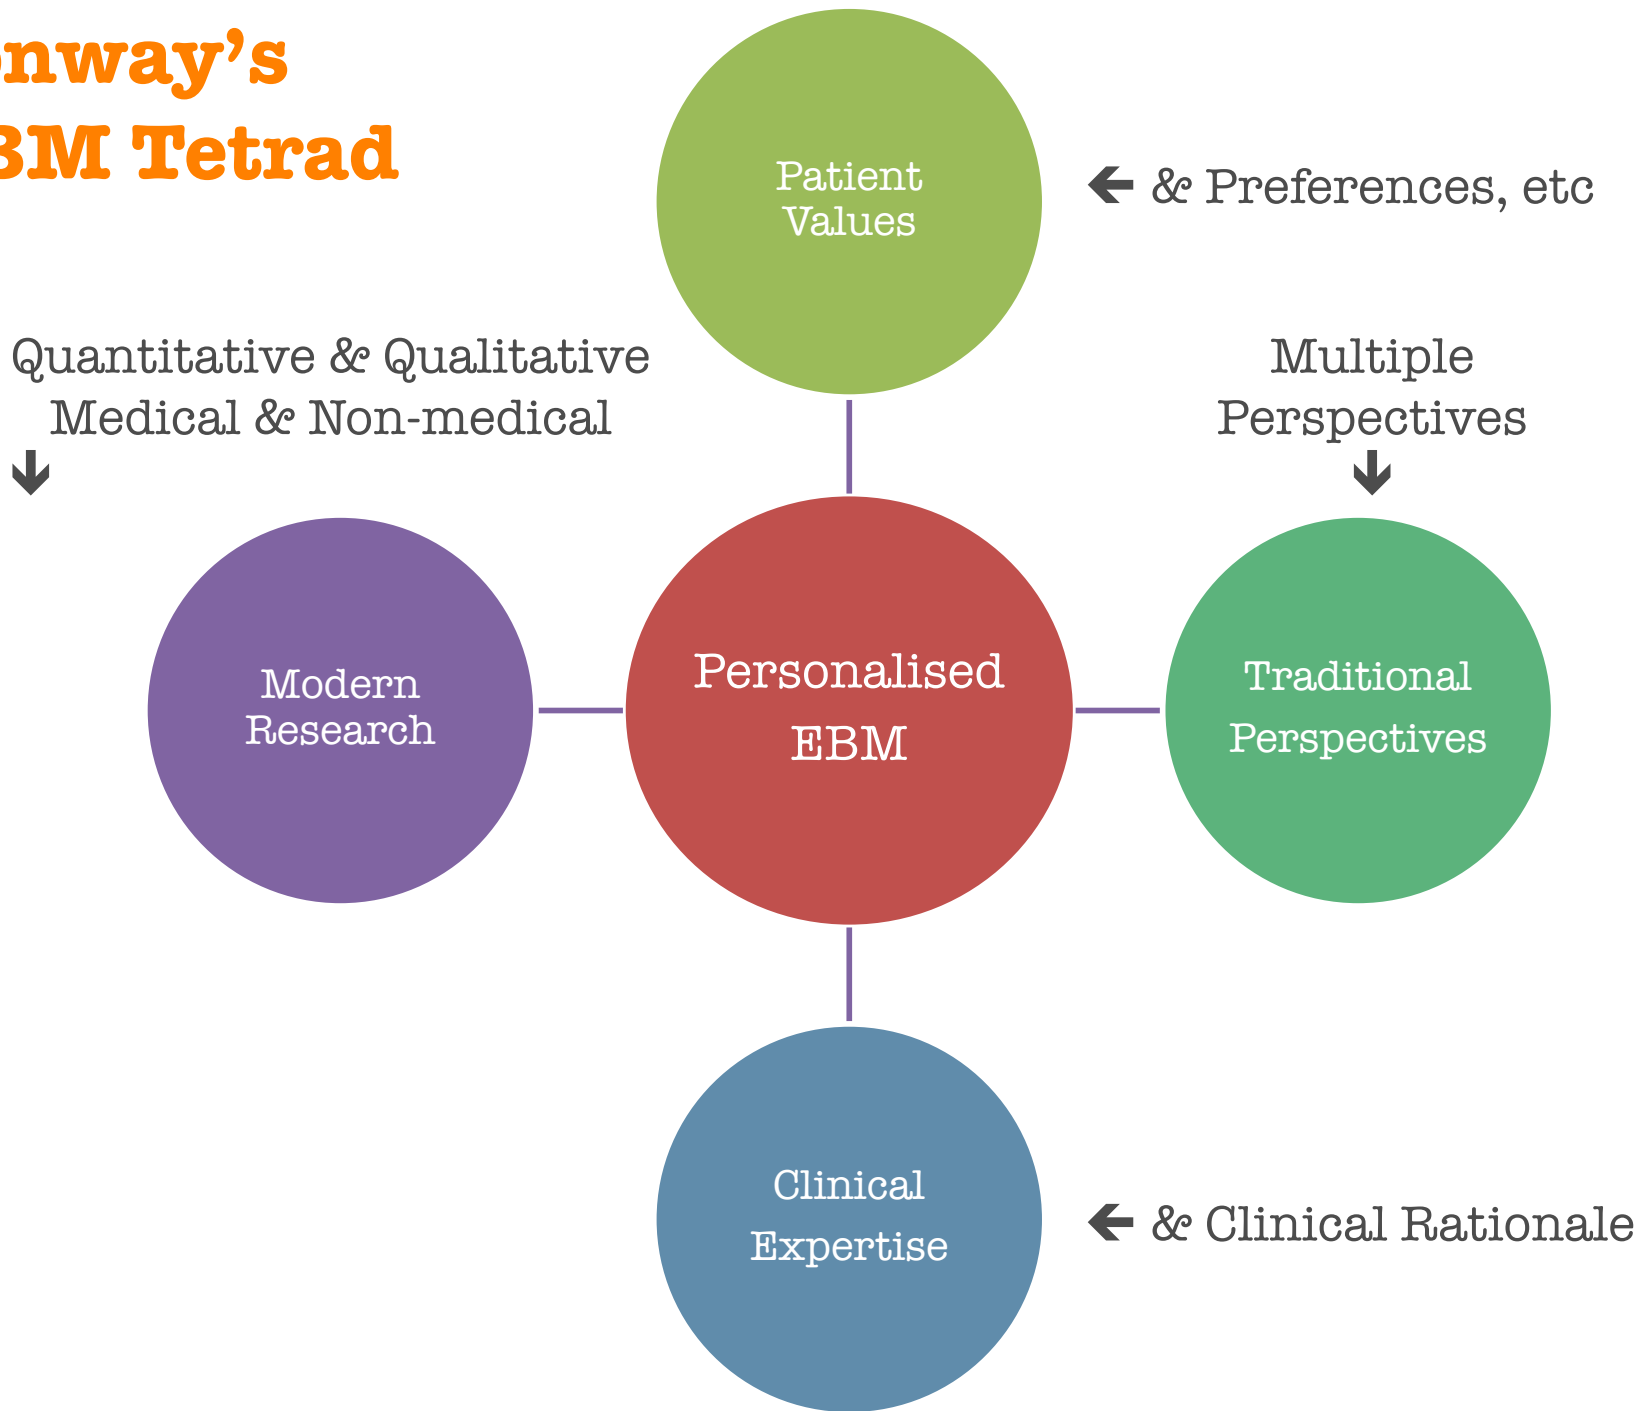 onway’s
BM Tetrad
Patient
Values
🡸 & Preferences, etc
Quantitative & Qualitative
Medical & Non-medical
🡻
Multiple
Perspectives
🡻
Modern
Research
Personalised
EBM
Traditional
Perspectives
Clinical
Expertise
🡸 & Clinical Rationale